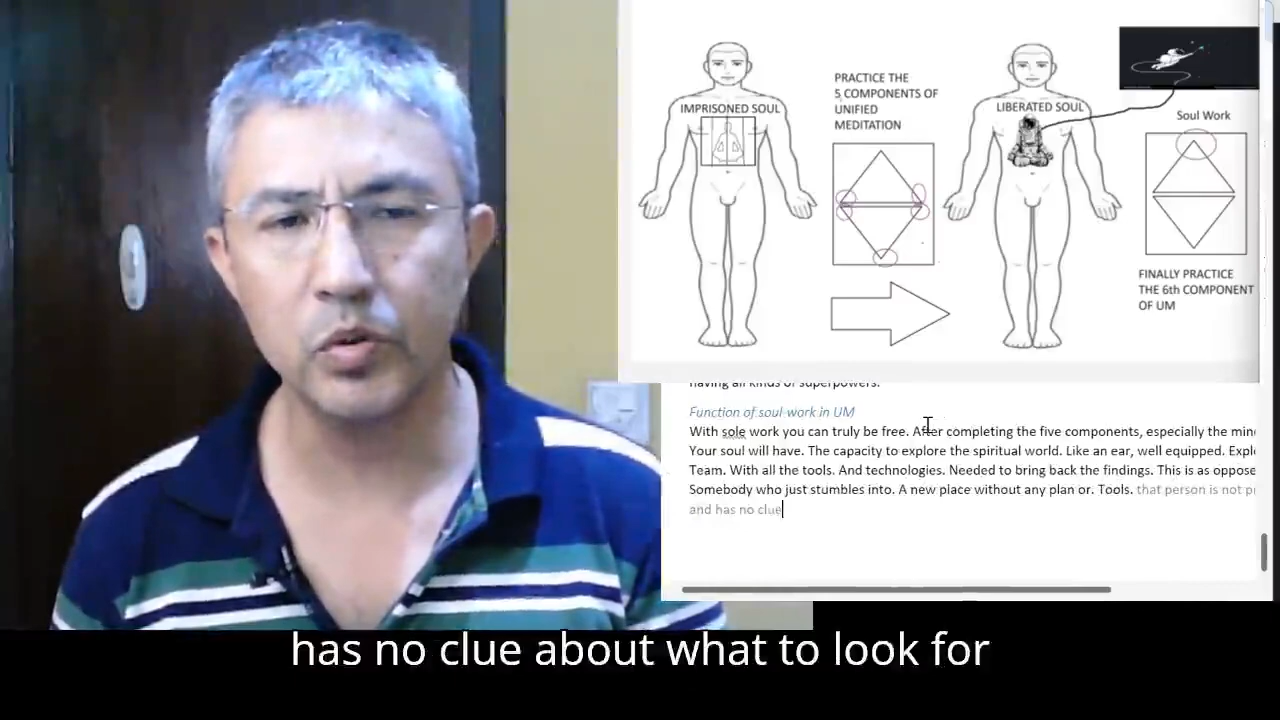 IMPRISONED SOUL
PRACTICE THE
5 COMPONENTS OF
UNIFIED
MEDITATION
LIBERATED SOUL
Soul Work
FINALLY PRACTICE
THE 6th COMPONENT
OF UM
having all kinds of superpowers.
Function of soul-work in UM
With sole work you can truly be free. After completing the five components, especially the
Your soul will have. The capacity to explore the spiritual world. Like an ear, well equipped.
Team. With all the tools. And technologies. Needed to bring back the findings. This is as
Somebody who just stumbles into. A new place without any plan or. Tools. that person is not
and has no clue
has no clue about what to look for